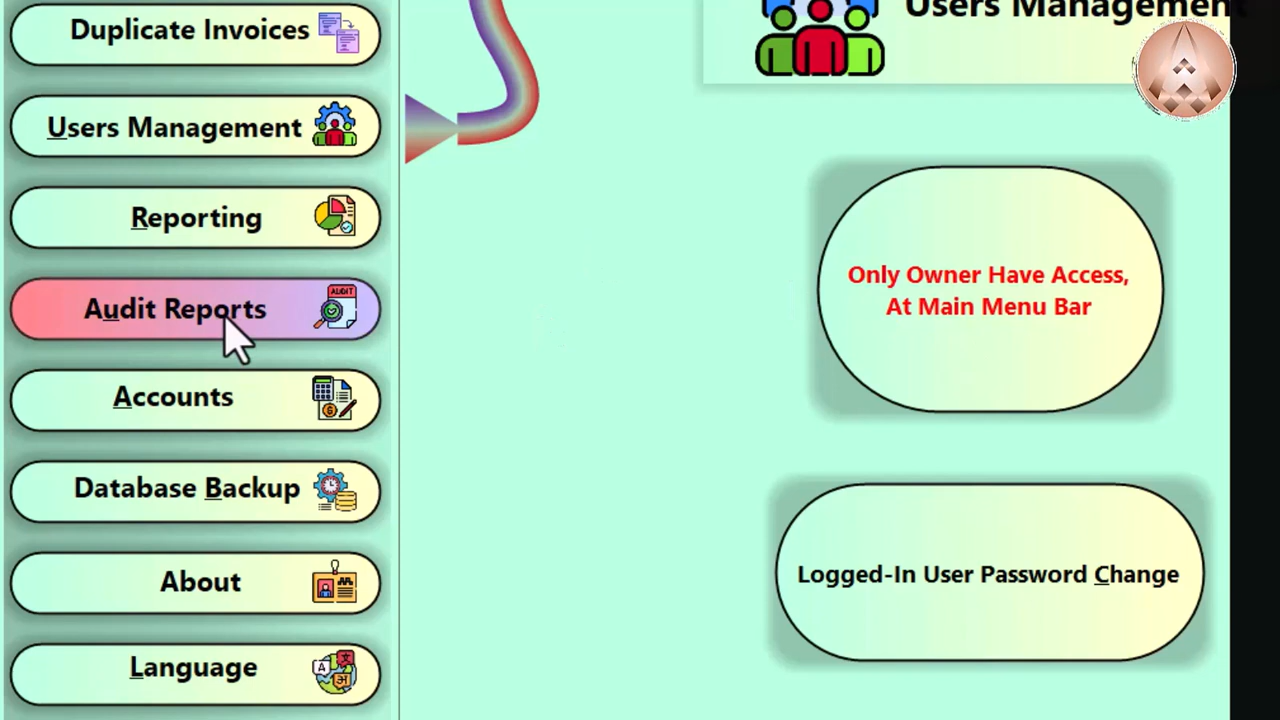 Duplicate Invoices
Users Management
Reporting
Audit Reports
AUDIT
Accounts
Database Backup
About
Language
Users Management
Only Owner Have Access,
At Main Menu Bar
Logged-In User Password Change